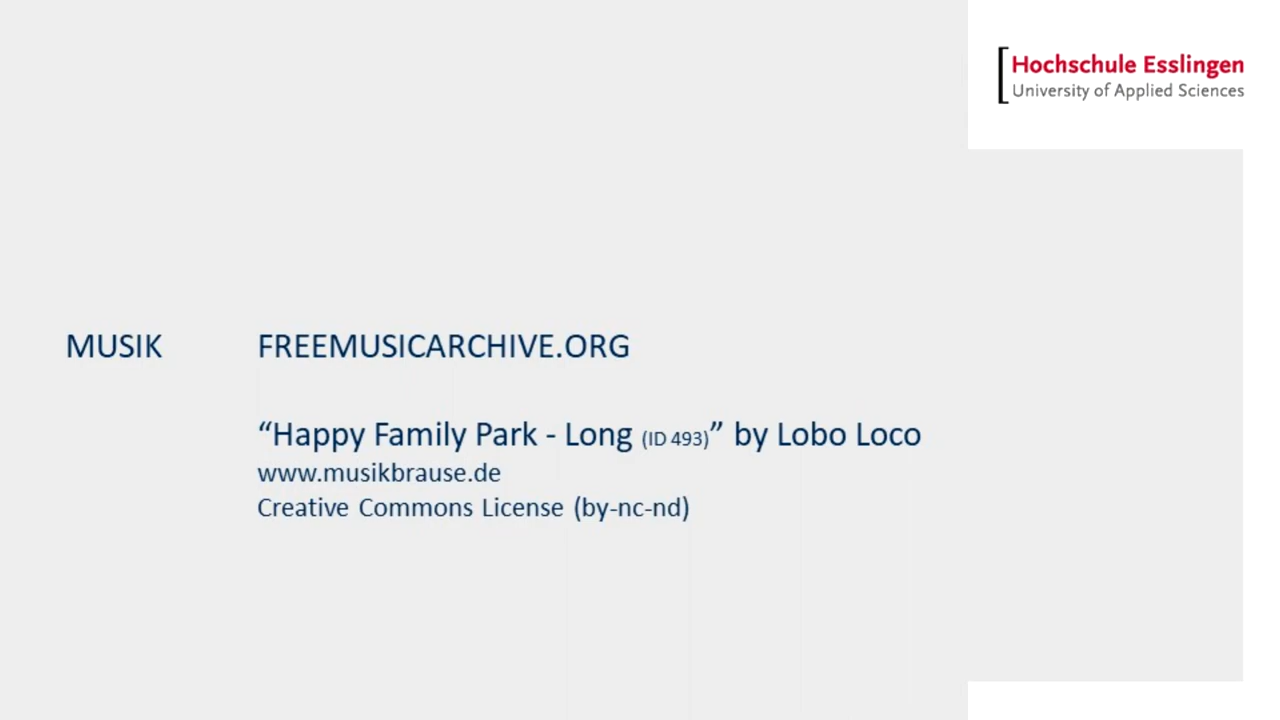 Hochschule Esslingen
University of Applied Sciences
MUSIK FREEMUSICARCHIVE.ORG
“Happy Family Park - Long (ID 493)” by Lobo Loco
www.musikbrause.de
Creative Commons License (by-nc-nd)